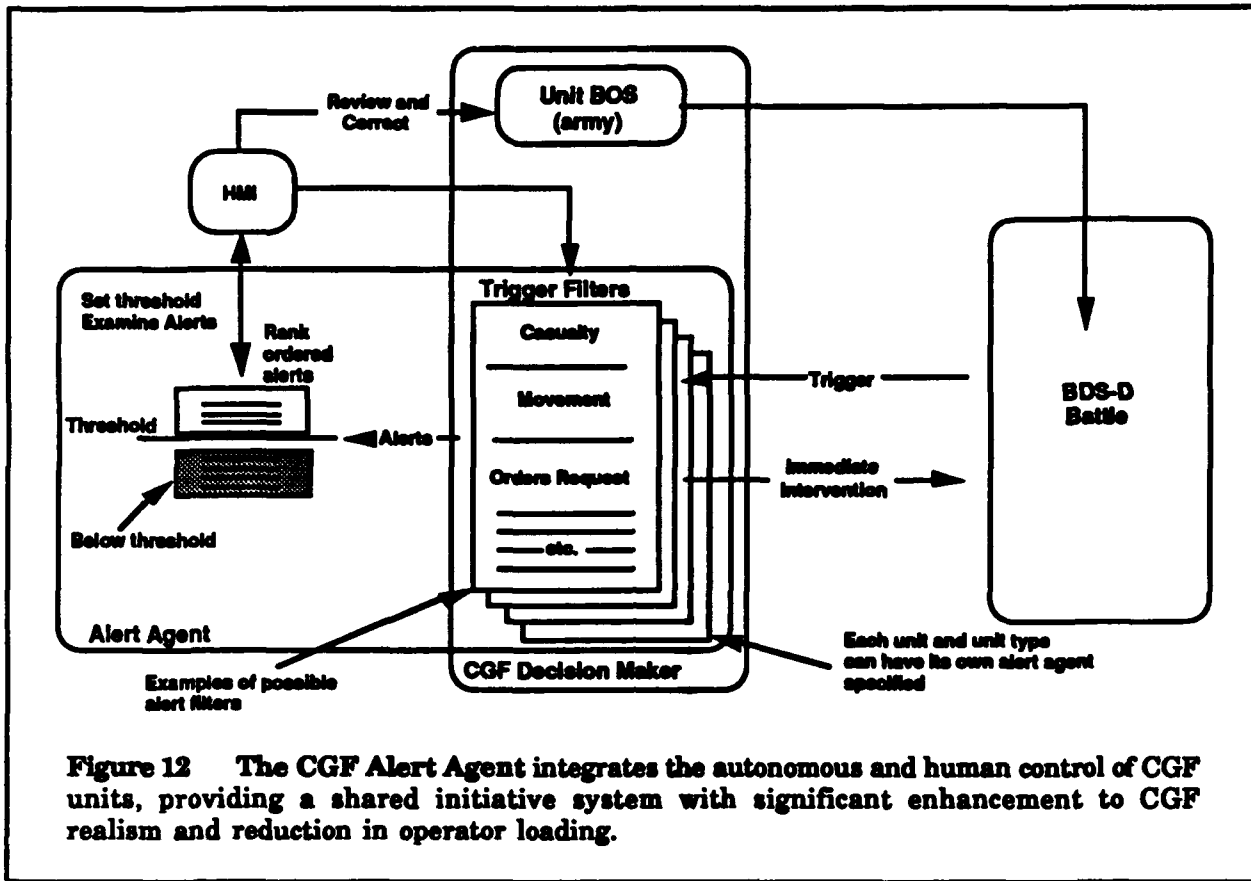 Unit BOS
(army)
Review and
Correct
HMI
Set threshold
Examine Alerts
Rank
ordered
alerts
Threshold
Below threshold
Alert Agent
Alerts
Trigger Filters
Casualty
Movement
Orders Request
etc.
Trigger
Immediate
Intervention
BDS-D
Battle
CGF Decision Maker
Examples of possible
alert filters
Each unit and unit type
can have its own alert agent
specified
Figure 12 The CGF Alert Agent integrates the autonomous and human control of CGF
units, providing a shared initiative system with significant enhancement to CGF
realism and reduction in operator loading.